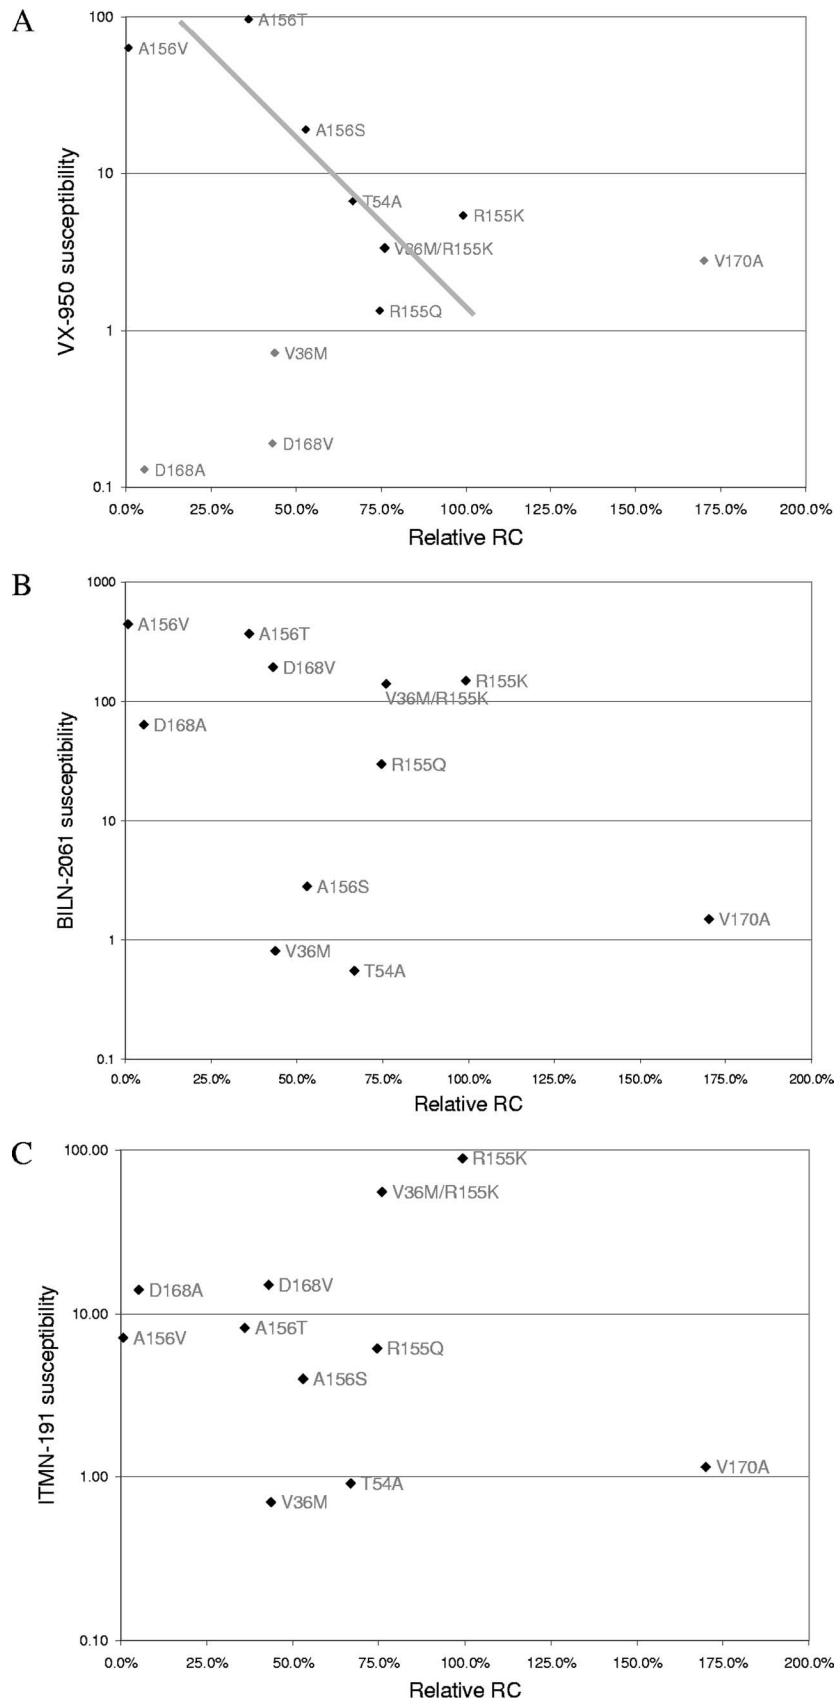 A
100
A156T
A156V
A156S
10
T54A
R155K
V36M/R155K
V170A
R155Q
1
V36M
D168V
D168A
0.1
VX-950 susceptibility
0.0% 25.0% 50.0% 75.0% 100.0% 125.0% 150.0% 175.0% 200.0%
Relative RC
B
1000
A156V
A156T
D168V
R155K
V36M/R155K
100
D168A
R155Q
10
A156S
V170A
1
V36M
T54A
0.1
BILN-2061 susceptibility
0.0% 25.0% 50.0% 75.0% 100.0% 125.0% 150.0% 175.0% 200.0%
Relative RC
C
100.00
R155K
V36M/R155K
D168A
D168V
10.00
A156V
A156T
R155Q
A156S
V170A
1.00
T54A
V36M
0.10
ITMN-191 susceptibility
0.0% 25.0% 50.0% 75.0% 100.0% 125.0% 150.0% 175.0% 200.0%
Relative RC